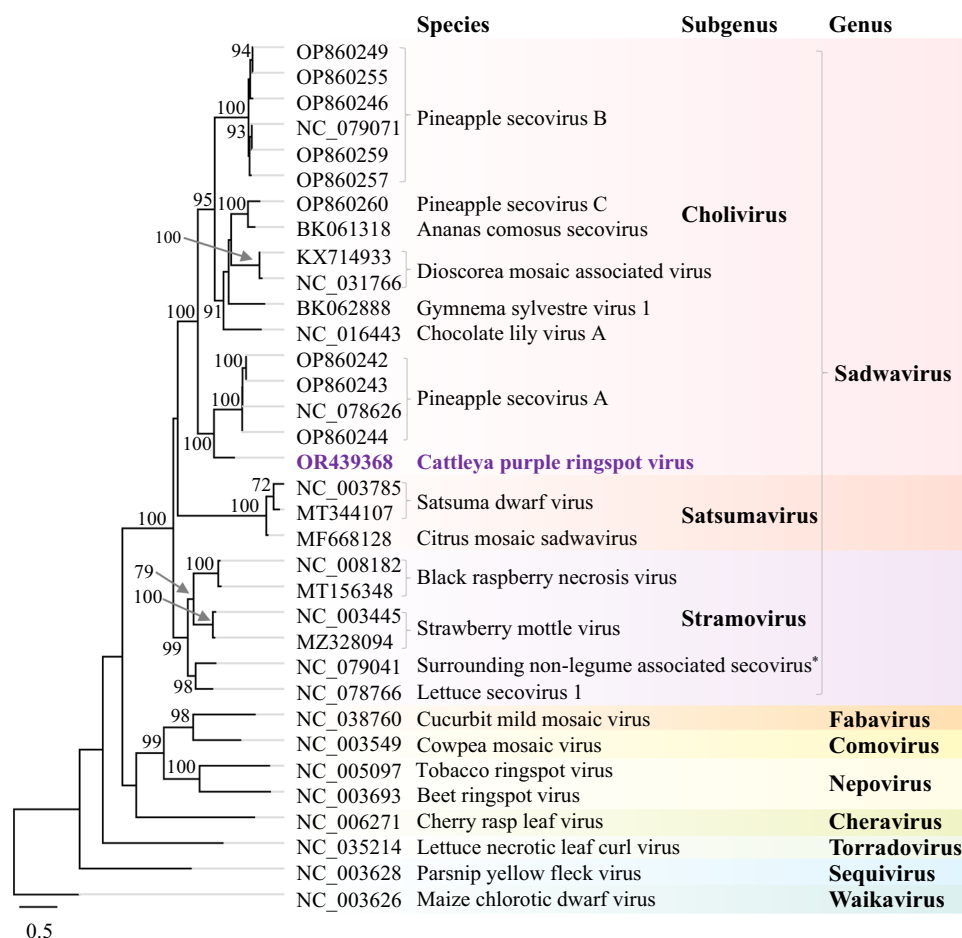 Species Subgenus Genus
94 OP860249
OP860255
OP860246
100
NC_079071 Pineapple secovirus B
93
OP860259
OP860257
95 100 OP860260 Pineapple secovirus C Cholivirus
BK061318 Ananas comosus secovirus
100
KX714933
Dioscorea mosaic associated virus
NC_031766
BK062888 Gymnema sylvestre virus 1
100 91
NC_016443 Chocolate lily virus A
100 OP860242
Sadwavirus
OP860243
100 Pineapple secovirus A
NC_078626
OP860244
100
OR439368 Cattleya purple ringspot virus
72 NC_003785
Satsuma dwarf virus
100 MT344107 Satsumavirus
100 MF668128 Citrus mosaic sadwavirus
100 NC_008182
79 Black raspberry necrosis virus
MT156348
100
NC_003445
Strawberry mottle virus Stramovirus
MZ328094
99
NC_079041 Surrounding non-legume associated secovirus*
98 NC_078766 Lettuce secovirus 1
98 NC_038760 Cucurbit mild mosaic virus Fabavirus
99 NC_003549 Cowpea mosaic virus Comovirus
100 NC_005097 Tobacco ringspot virus
Nepovirus
NC_003693 Beet ringspot virus
NC_006271 Cherry rasp leaf virus Cheravirus
NC_035214 Lettuce necrotic leaf curl virus Torradovirus
NC_003628 Parsnip yellow fleck virus Sequivirus
NC_003626 Maize chlorotic dwarf virus Waikavirus
0.5